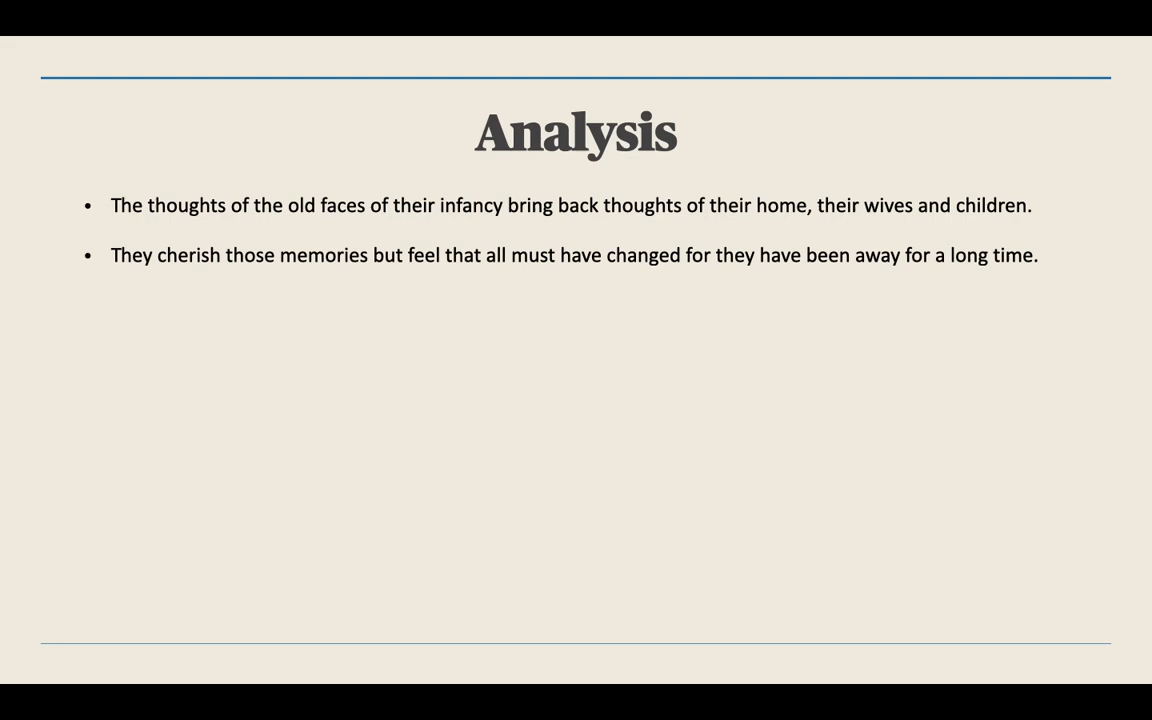 Analysis
• The thoughts of the old faces of their infancy bring back thoughts of their home, their wives and children.
• They cherish those memories but feel that all must have changed for they have been away for a long time.